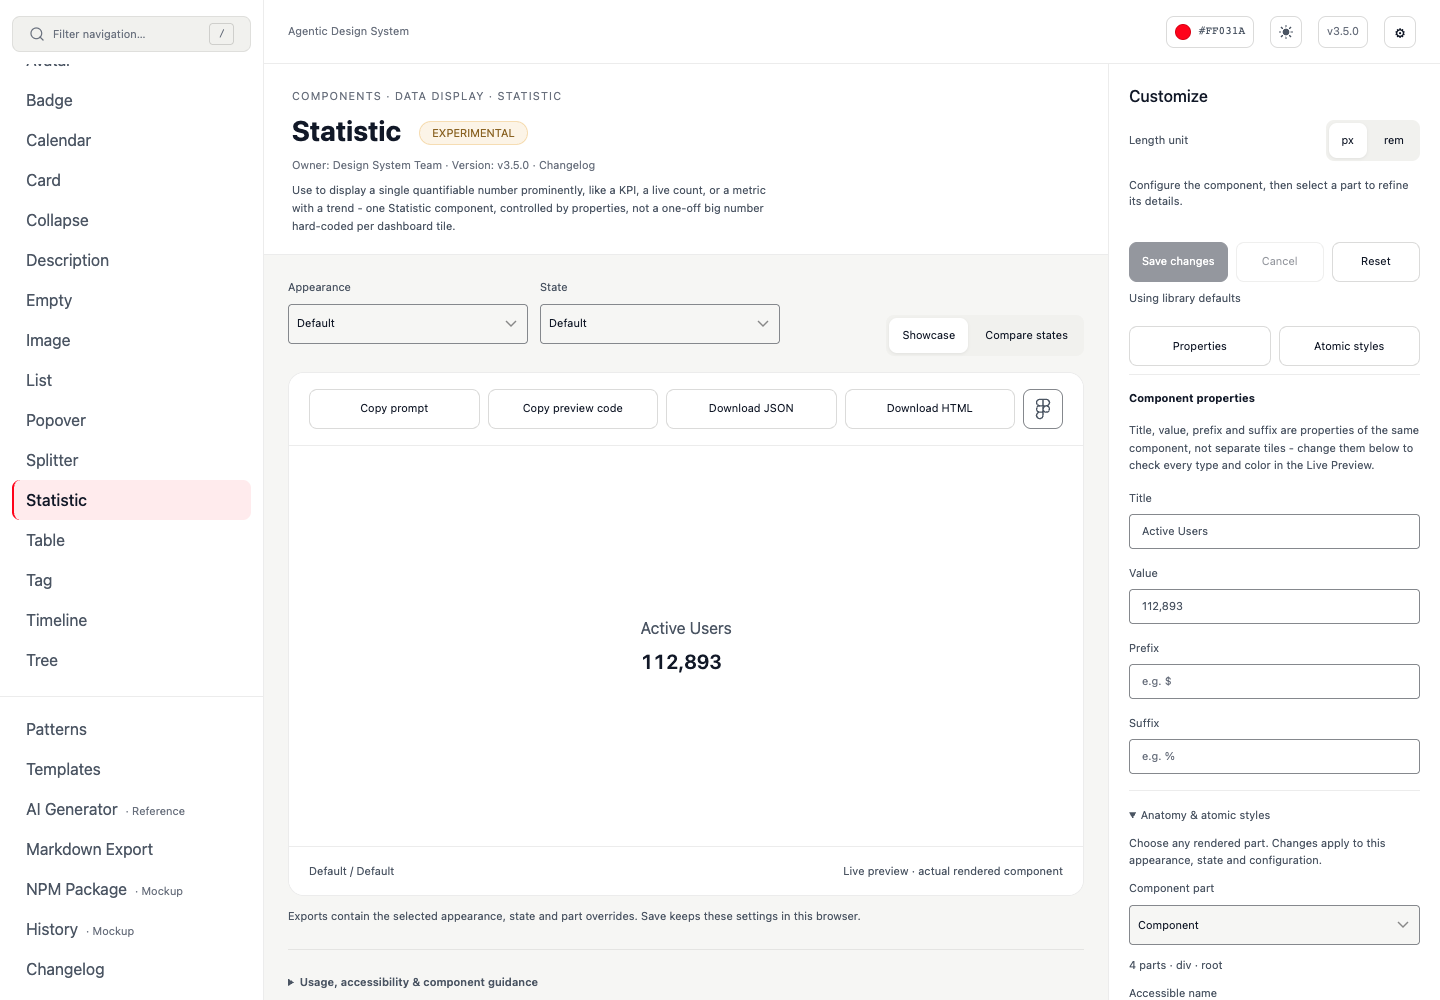 Filter navigation...
/
Avatar
Badge
Calendar
Card
Collapse
Description
Empty
Image
List
Popover
Splitter
Statistic
Table
Tag
Timeline
Tree
Patterns
Templates
AI Generator · Reference
Markdown Export
NPM Package · Mockup
History · Mockup
Changelog
Agentic Design System
#FF031A
v3.5.0
COMPONENTS · DATA DISPLAY · STATISTIC
Statistic
EXPERIMENTAL
Owner: Design System Team · Version: v3.5.0 · Changelog
Use to display a single quantifiable number prominently, like a KPI, a live count, or a metric
with a trend - one Statistic component, controlled by properties, not a one-off big number
hard-coded per dashboard tile.
Appearance
State
Default
Default
Showcase
Compare states
Copy prompt
Copy preview code
Download JSON
Download HTML
Active Users
112,893
Default / Default
Live preview · actual rendered component
Exports contain the selected appearance, state and part overrides. Save keeps these settings in this browser.
Usage, accessibility & component guidance
Customize
Length unit
px
rem
Configure the component, then select a part to refine
its details.
Save changes
Cancel
Reset
Using library defaults
Properties
Atomic styles
Component properties
Title, value, prefix and suffix are properties of the same
component, not separate tiles - change them below to
check every type and color in the Live Preview.
Title
Active Users
Value
112,893
Prefix
e.g. $
Suffix
e.g. %
Anatomy & atomic styles
Choose any rendered part. Changes apply to this
appearance, state and configuration.
Component part
Component
4 parts · div · root
Accessible name